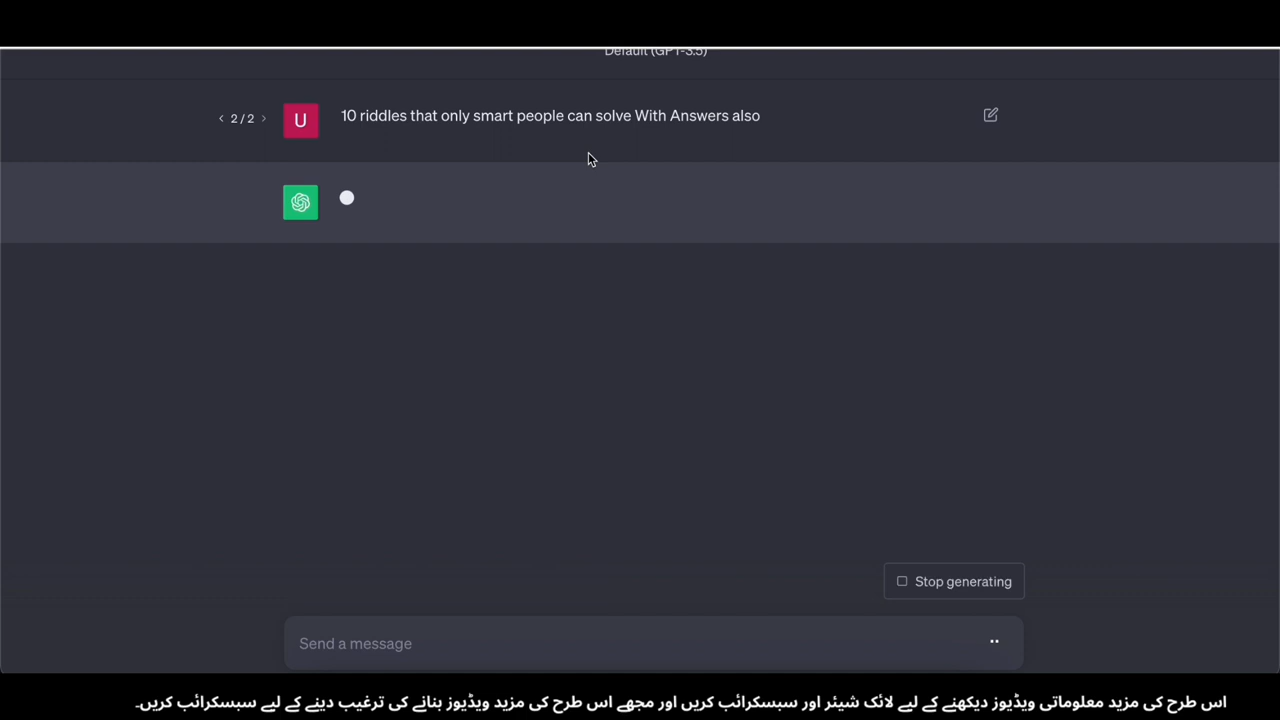 Default (GPT-3.5)
< 2 / 2 >
U
10 riddles that only smart people can solve With Answers also
Stop generating
Send a message
اس طرح کی مزید معلوماتی ویڈیوز دیکھنے کے لیے لائک شیئر اور سبسکرائب کریں اور مجھے اس طرح کی مزید ویڈیوز بنانے کی ترغیب دینے کے لیے سبسکرائب کریں۔